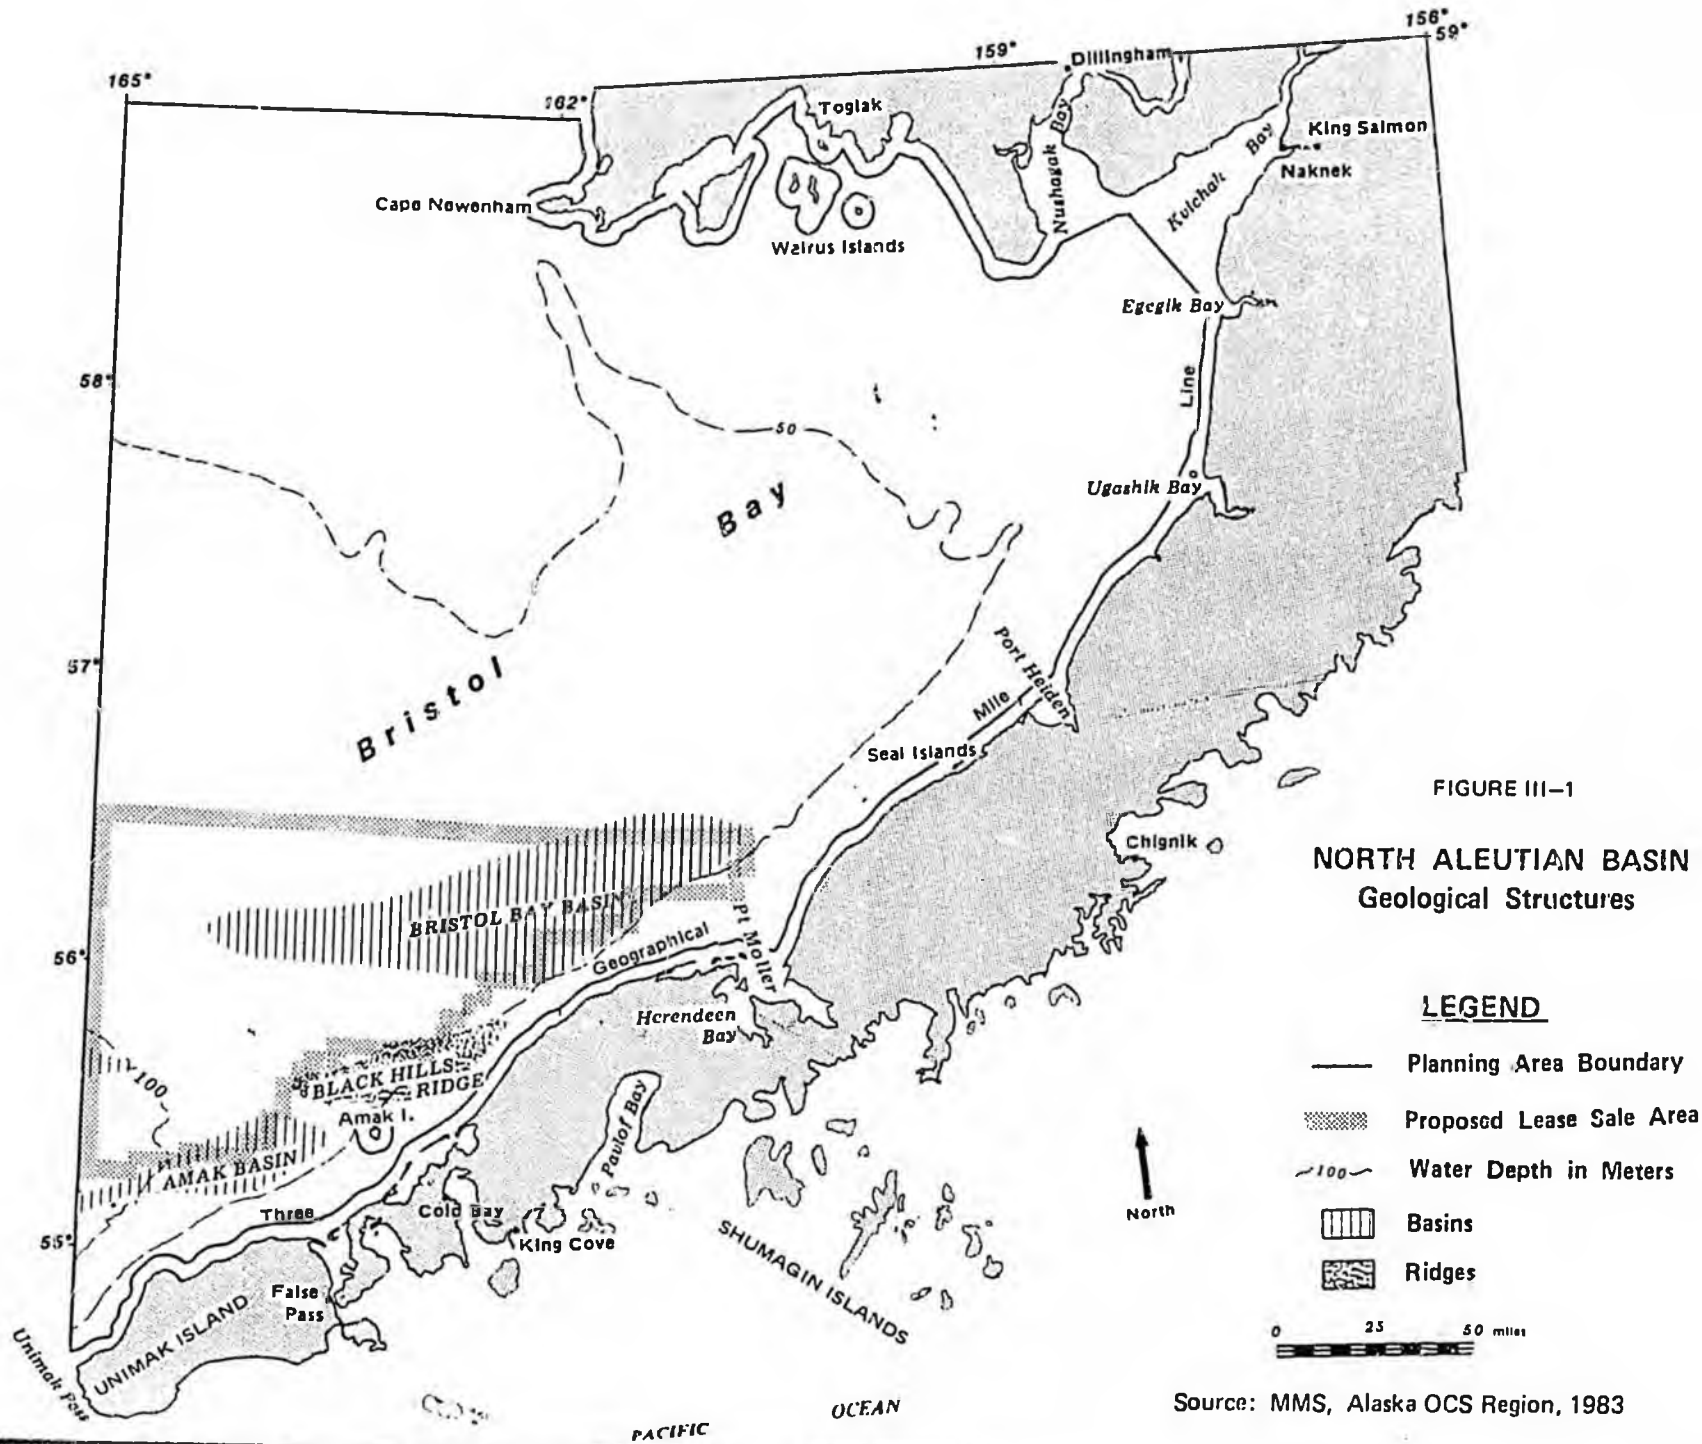 165°
162°
159°
156°
59°
Dillingham
Togiak
King Salmon
Naknek
Nushagak Bay
Kvichak Bay
Cape Newenham
Walrus Islands
Egegik Bay
58°
Line
50
Bay
Ugashik Bay
57°
Bristol
Port Heiden
Mile
Seal Islands
FIGURE III–1
NORTH ALEUTIAN BASIN
Geological Structures
Chignik
BRISTOL BAY BASIN
Pt Moller
Geographical
56°
Herendeen
Bay
LEGEND
Planning Area Boundary
Proposed Lease Sale Area
100 Water Depth in Meters
Basins
Ridges
100
BLACK HILLS
RIDGE
Amak I.
Pavlof Bay
AMAK BASIN
North
Three
Cold Bay
King Cove
55°
SHUMAGIN ISLANDS
False
Pass
UNIMAK ISLAND
Unimak Pass
0 25 50 miles
PACIFIC OCEAN
Source: MMS, Alaska OCS Region, 1983